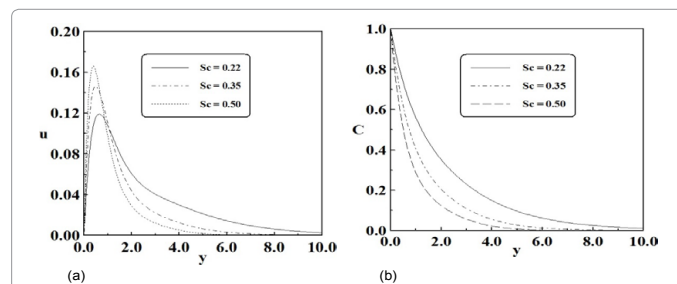 0.20
0.16
0.12
u
0.08
0.04
0.00
0.0 2.0 4.0 6.0 8.0 10.0
y
Sc = 0.22
Sc = 0.35
Sc = 0.50
(a)
1.0
0.8
0.6
C
0.4
0.2
0.0
0.0 2.0 4.0 6.0 8.0 10.0
y
Sc = 0.22
Sc = 0.35
Sc = 0.50
(b)